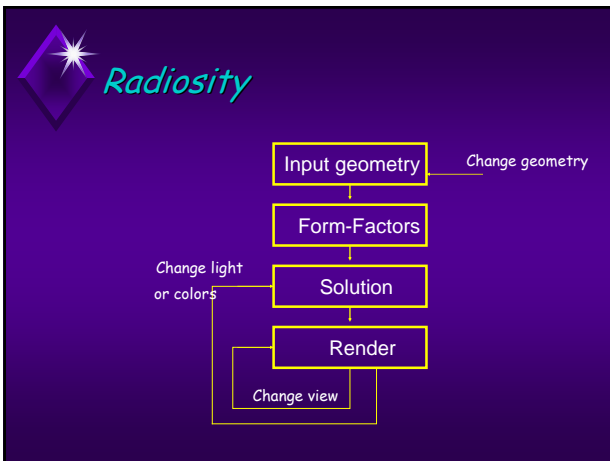 Radiosity
Input geometry
Change geometry
Form-Factors
Change light
or colors
Solution
Render
Change view